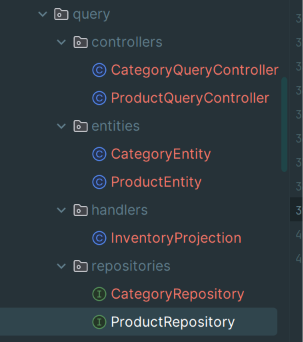 query
controllers
CategoryQueryController
ProductQueryController
entities
CategoryEntity
ProductEntity
handlers
InventoryProjection
repositories
CategoryRepository
ProductRepository